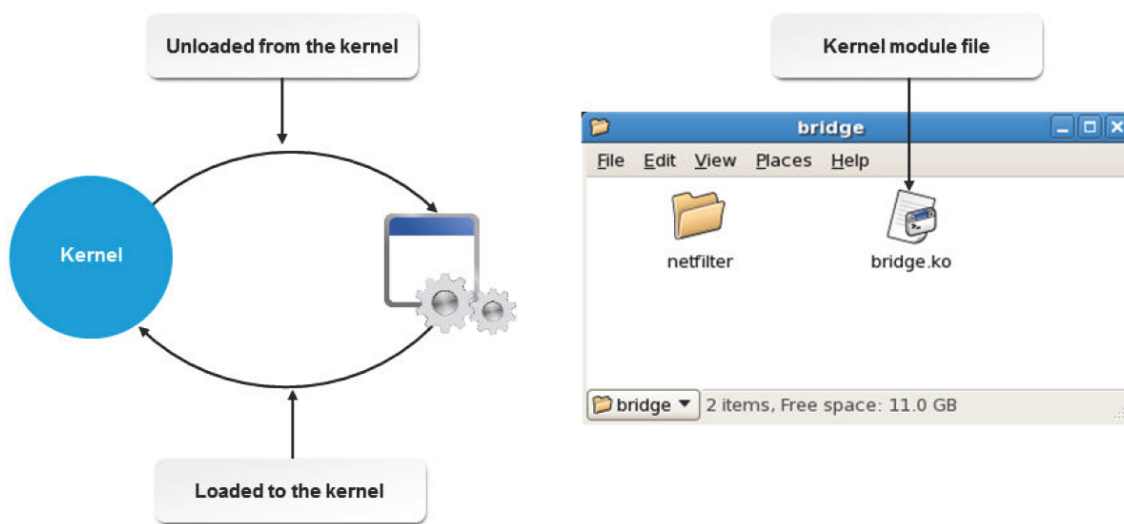 Unloaded from the kernel
Kernel module file
Kernel
Loaded to the kernel
bridge
File Edit View Places Help
netfilter
bridge.ko
bridge 2 items, Free space: 11.0 GB